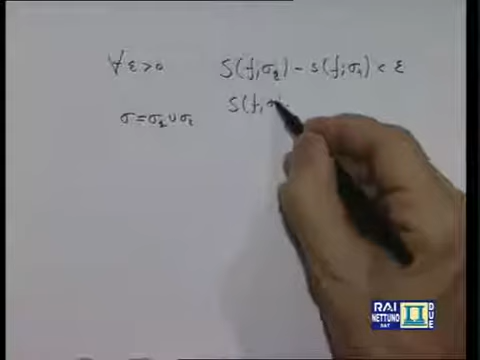 ∀ε>0 S(f,σ₂) - s(f,σ₁) < ε
σ=σ₁∪σ₂ S(f,σ
RAI
NETTUNO
SAT
DUE